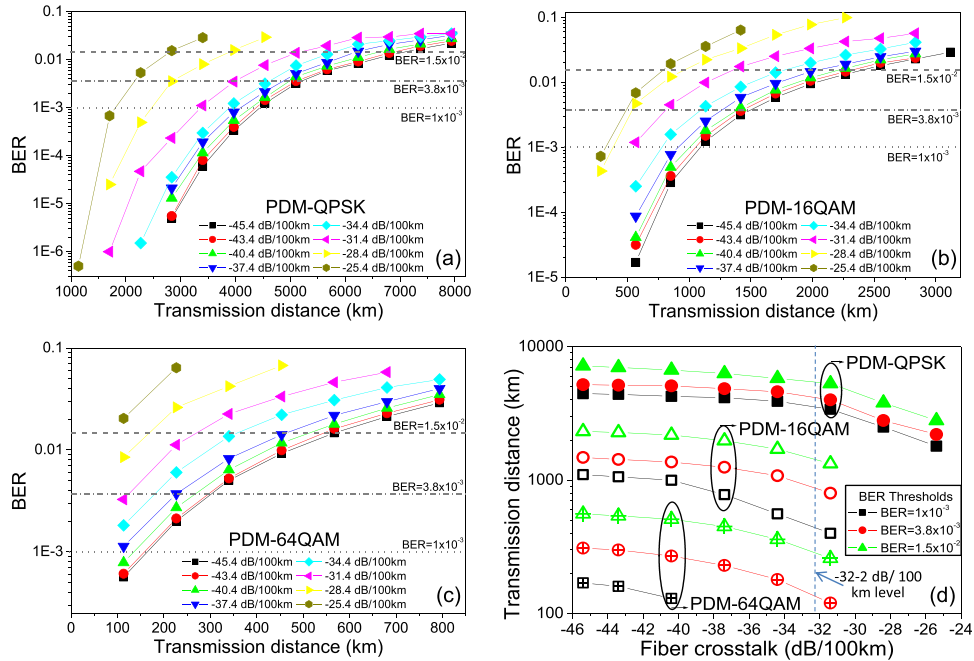 0.1
0.01
1E-3
1E-4
1E-5
1E-6
BER
BER=1.5x10⁻²
BER=3.8x10⁻³
BER=1x10⁻³
PDM-QPSK
-45.4 dB/100km
-34.4 dB/100km
-43.4 dB/100km
-31.4 dB/100km
-40.4 dB/100km
-28.4 dB/100km
-37.4 dB/100km
-25.4 dB/100km
(a)
1000 2000 3000 4000 5000 6000 7000 8000
Transmission distance (km)
0.1
0.01
1E-3
1E-4
1E-5
BER
BER=1.5x10⁻²
BER=3.8x10⁻³
BER=1x10⁻³
PDM-16QAM
-45.4 dB/100km
-34.4 dB/100km
-43.4 dB/100km
-31.4 dB/100km
-40.4 dB/100km
-28.4 dB/100km
-37.4 dB/100km
-25.4 dB/100km
(b)
0 500 1000 1500 2000 2500 3000
Transmission distance (km)
0.1
0.01
1E-3
BER
BER=1.5x10⁻²
BER=3.8x10⁻³
BER=1x10⁻³
PDM-64QAM
-45.4 dB/100km
-34.4 dB/100km
-43.4 dB/100km
-31.4 dB/100km
-40.4 dB/100km
-28.4 dB/100km
-37.4 dB/100km
-25.4 dB/100km
(c)
0 100 200 300 400 500 600 700 800
Transmission distance (km)
10000
1000
100
Transmission distance (km)
PDM-QPSK
PDM-16QAM
PDM-64QAM
BER Thresholds
BER=1x10⁻³
BER=3.8x10⁻³
BER=1.5x10⁻²
-32-2 dB/ 100
km level
(d)
-46 -44 -42 -40 -38 -36 -34 -32 -30 -28 -26 -24
Fiber crosstalk (dB/100km)